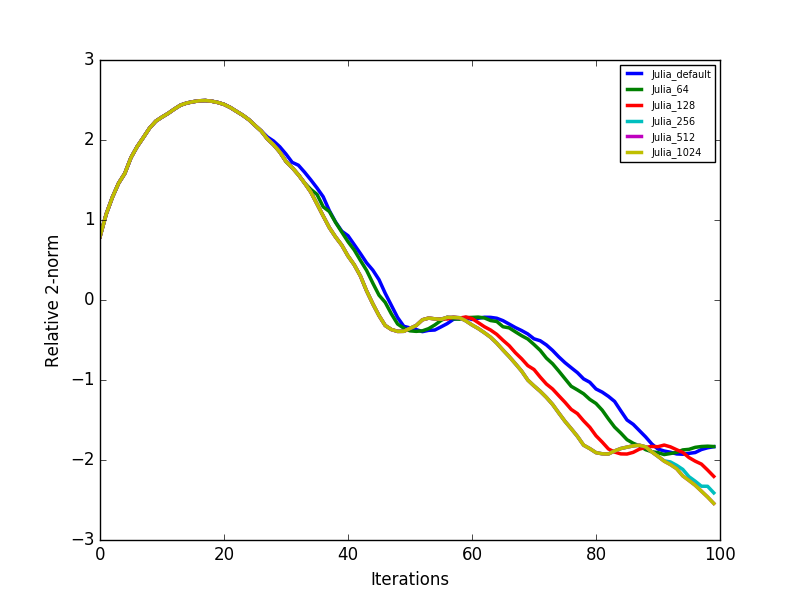 3
2
1
0
−1
−2
−3
0 20 40 60 80 100
Relative 2-norm
Iterations
Julia_default
Julia_64
Julia_128
Julia_256
Julia_512
Julia_1024